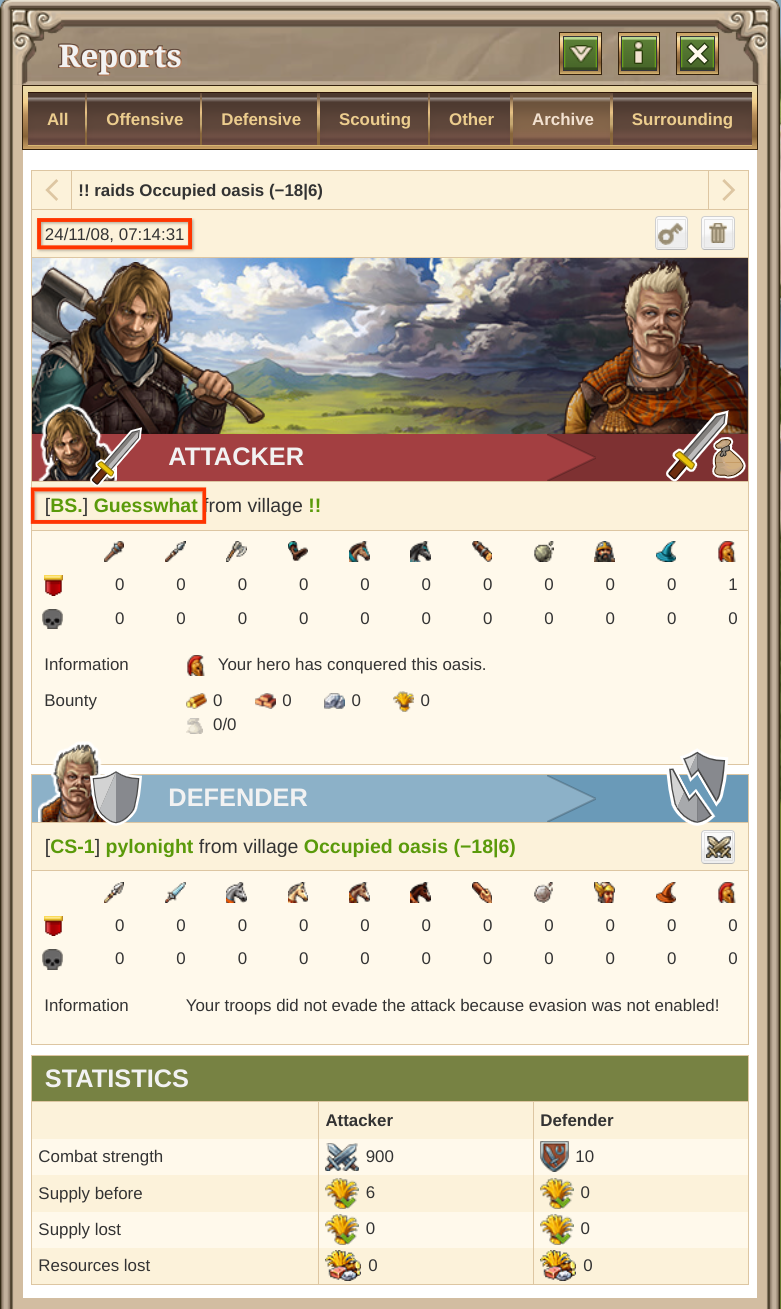 Reports
All Offensive Defensive Scouting Other Archive Surrounding
!! raids Occupied oasis (−18|6)
24/11/08, 07:14:31
ATTACKER
[BS.] Guesswhat from village !!
0 0 0 0 0 0 0 0 0 0 1
0 0 0 0 0 0 0 0 0 0 0
Information Your hero has conquered this oasis.
Bounty 0 0 0 0
0/0
DEFENDER
[CS-1] pylonight from village Occupied oasis (−18|6)
0 0 0 0 0 0 0 0 0 0 0
0 0 0 0 0 0 0 0 0 0 0
Information Your troops did not evade the attack because evasion was not enabled!
STATISTICS
Attacker Defender
Combat strength 900 10
Supply before 6 0
Supply lost 0 0
Resources lost 0 0